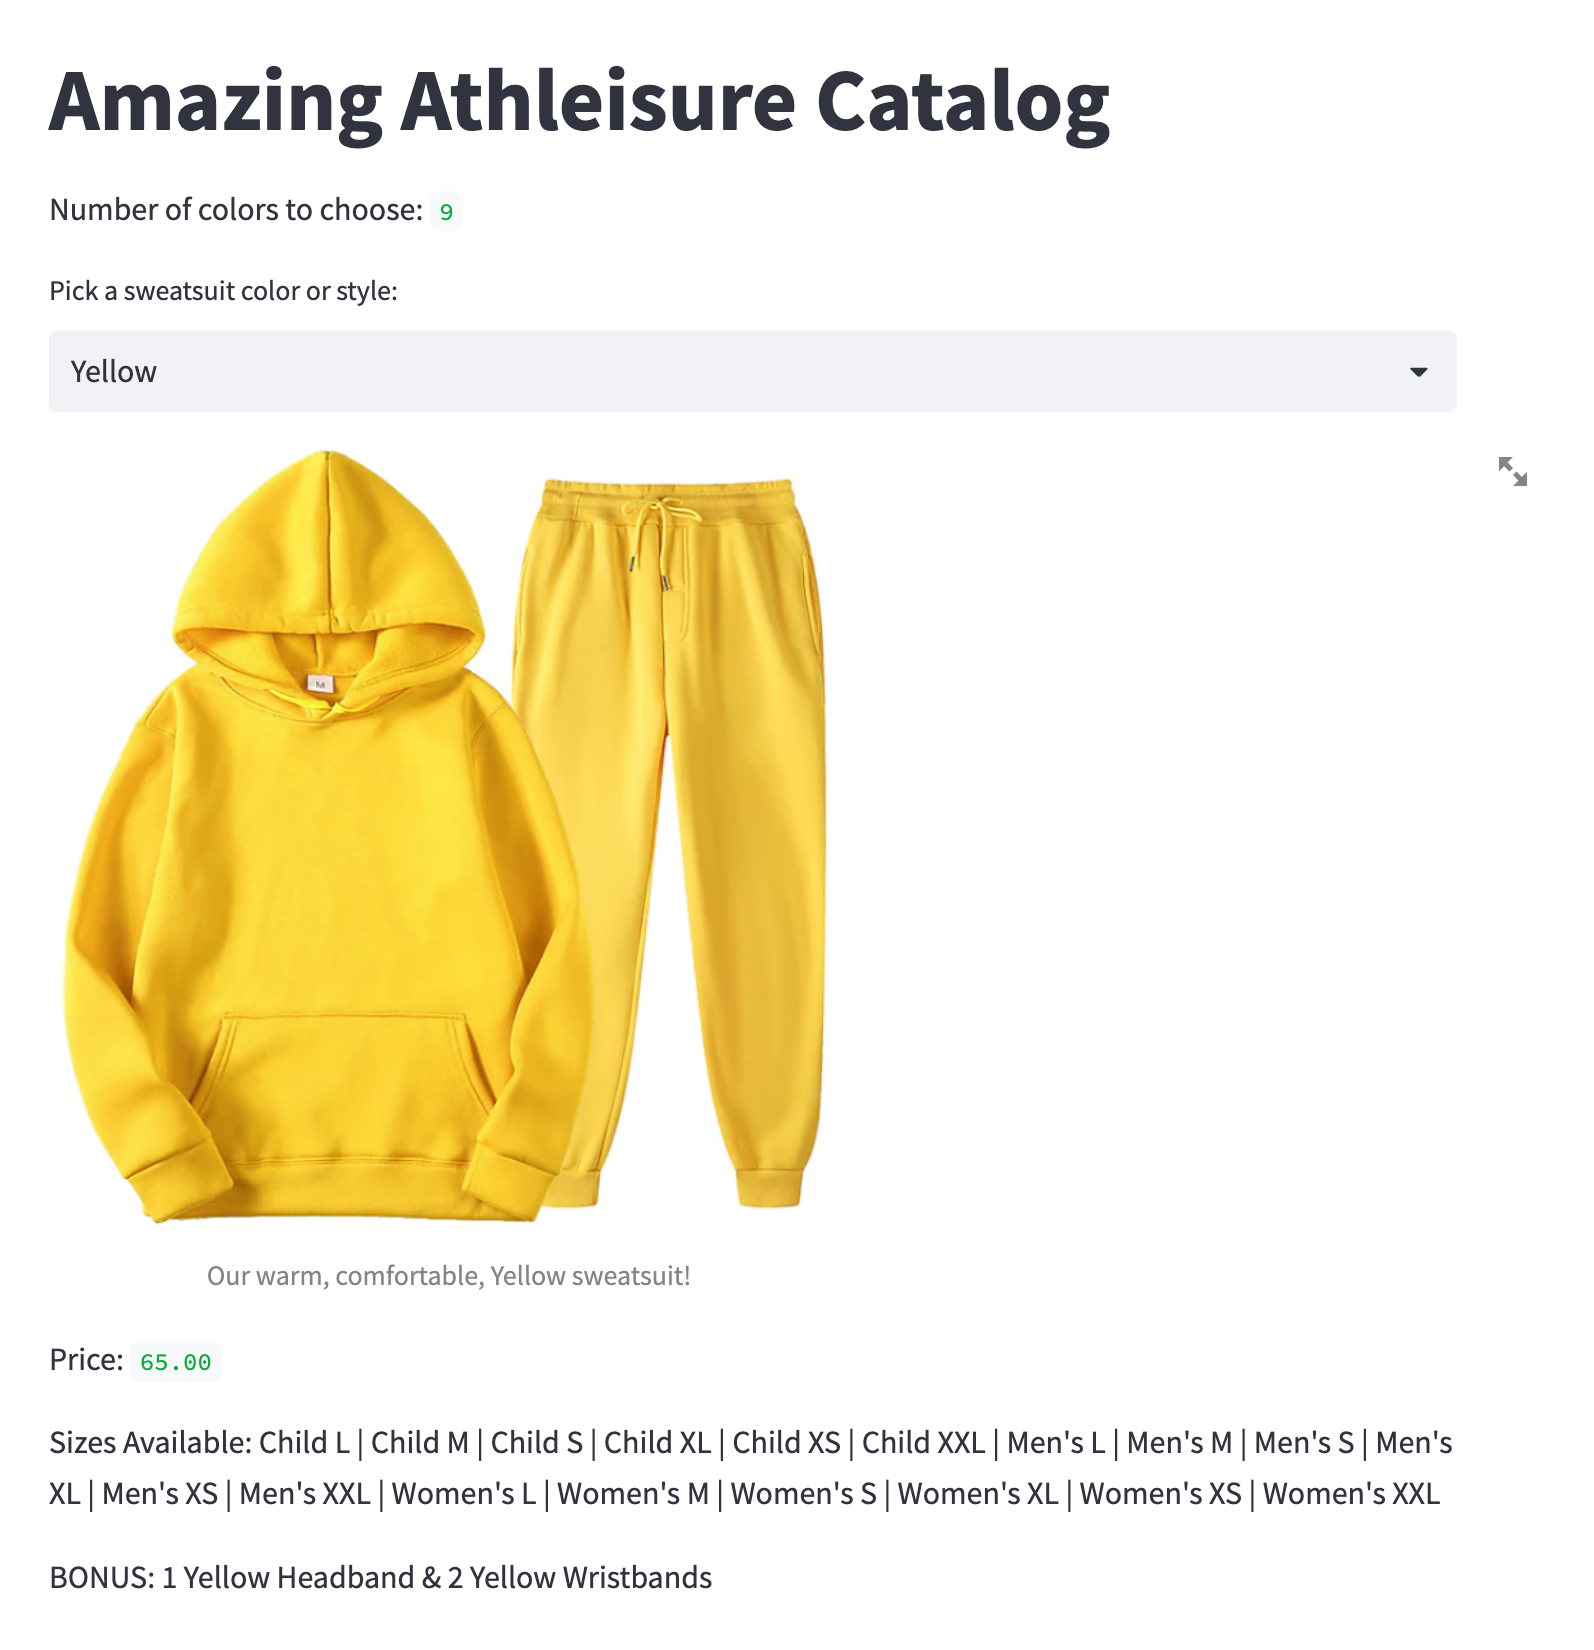 Amazing Athleisure Catalog
Number of colors to choose: 9
Pick a sweatsuit color or style:
Yellow
M
Our warm, comfortable, Yellow sweatsuit!
Price: 65.00
Sizes Available: Child L | Child M | Child S | Child XL | Child XS | Child XXL | Men's L | Men's M | Men's S | Men's
XL | Men's XS | Men's XXL | Women's L | Women's M | Women's S | Women's XL | Women's XS | Women's XXL
BONUS: 1 Yellow Headband & 2 Yellow Wristbands